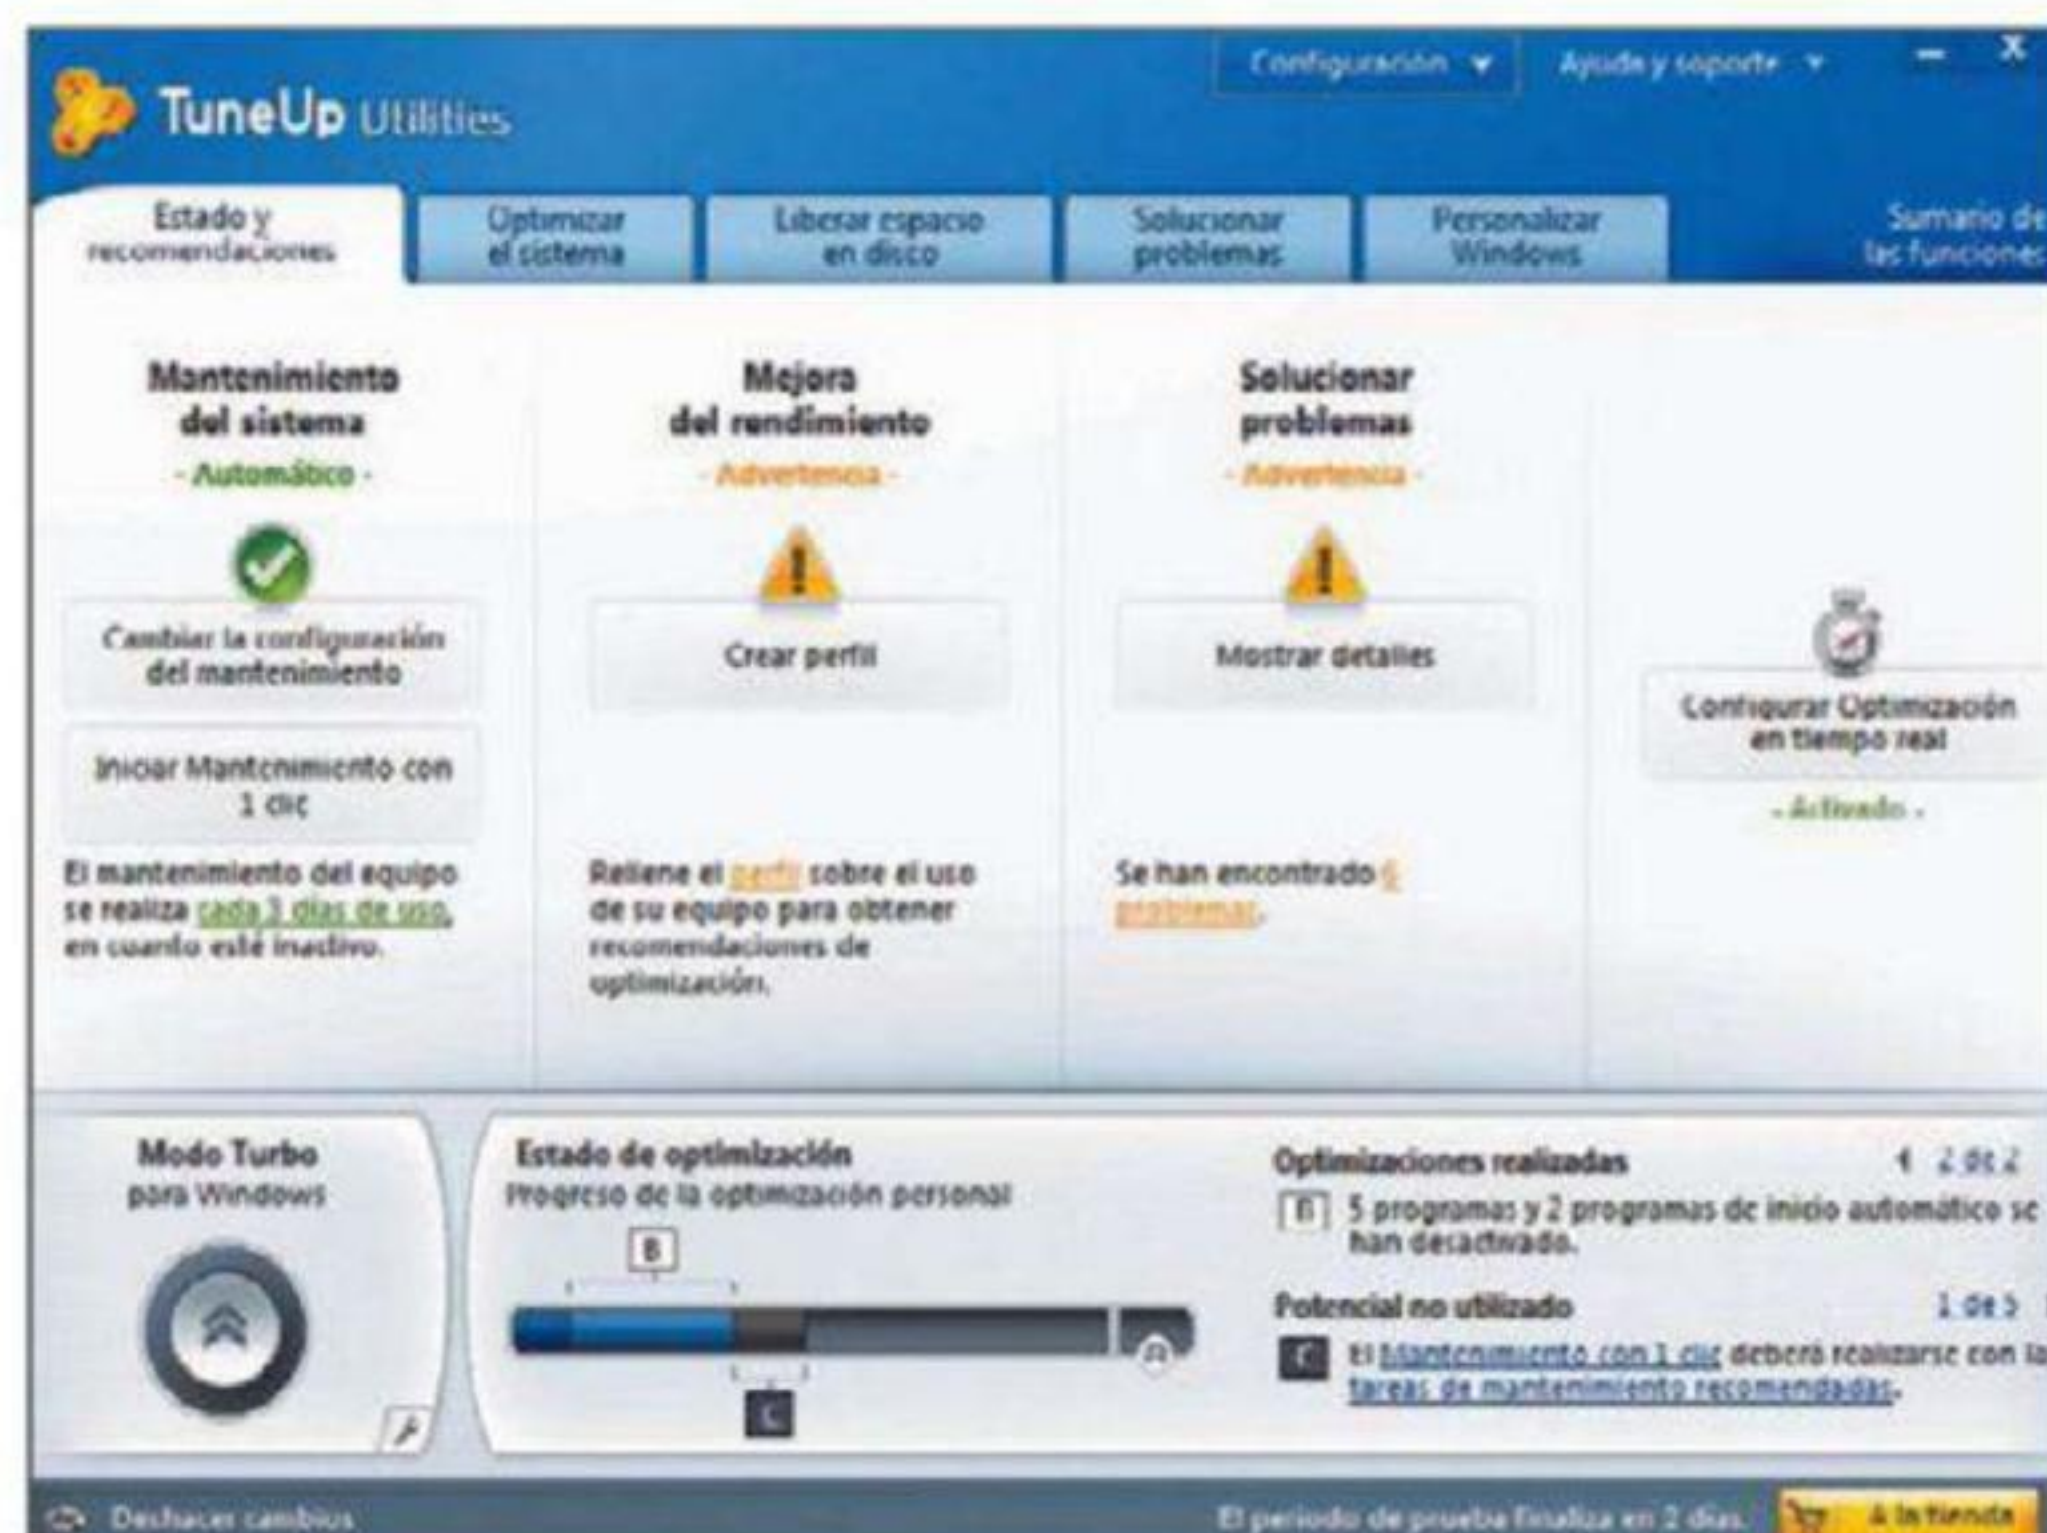 Configuración
Ayuda y soporte
TuneUp Utilities
Estado y
recomendaciones
Optimizar
el sistema
Liberar espacio
en disco
Solucionar
problemas
Personalizar
Windows
Sumario de
las funciones
Mantenimiento
del sistema
- Automático -
Cambiar la configuración
del mantenimiento
Iniciar Mantenimiento con
1 clic
El mantenimiento del equipo
se realiza cada 3 días de uso,
en cuanto esté inactivo.
Mejora
del rendimiento
- Advertencia -
Crear perfil
Rellene el perfil sobre el uso
de su equipo para obtener
recomendaciones de
optimización.
Solucionar
problemas
- Advertencia -
Mostrar detalles
Se han encontrado 6
problemas.
Configurar Optimización
en tiempo real
- Activado -
Modo Turbo
para Windows
Estado de optimización
Progreso de la optimización personal
B
C
Optimizaciones realizadas
2 de 2
B 5 programas y 2 programas de inicio automático se
han desactivado.
Potencial no utilizado
1 de 5
C El Mantenimiento con 1 clic deberá realizarse con la
tareas de mantenimiento recomendadas.
Deshacer cambios
El periodo de prueba finaliza en 2 días.
A la tienda